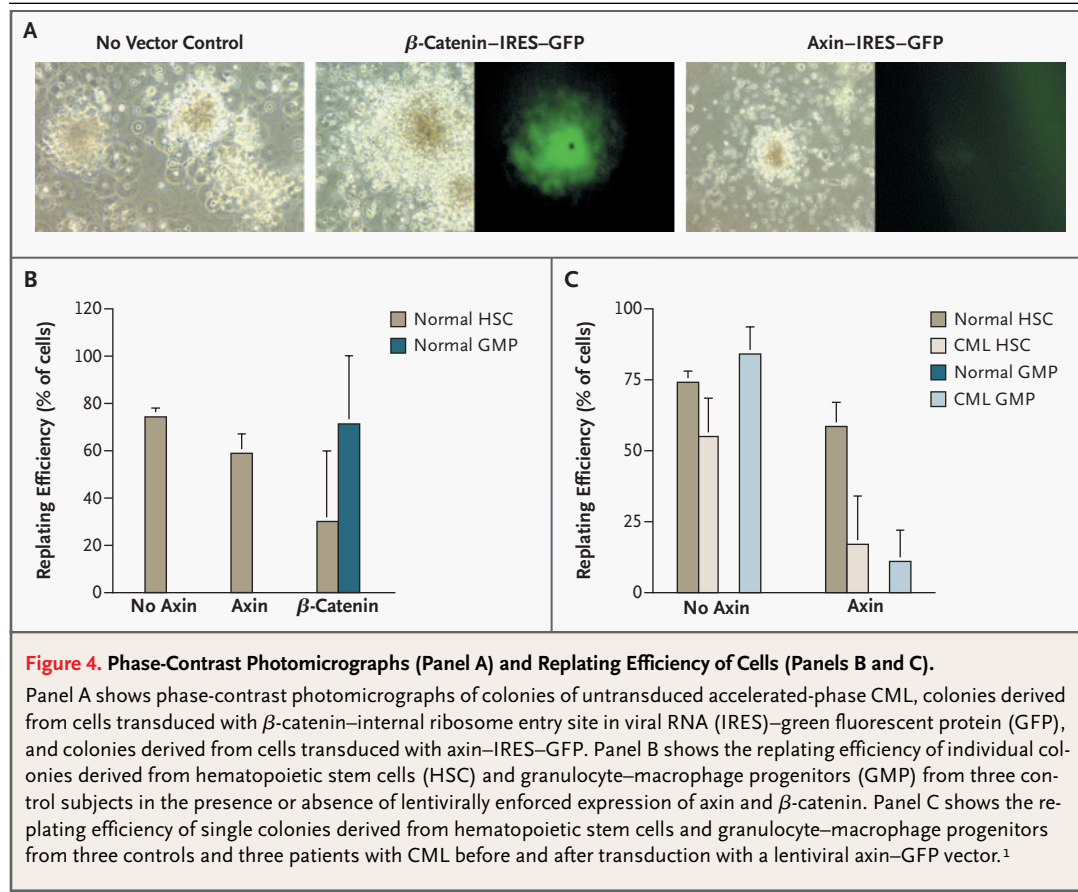 A
No Vector Control
β-Catenin–IRES–GFP
Axin–IRES–GFP
B
Replating Efficiency (% of cells)
120
100
80
60
40
20
0
No Axin
Axin
β-Catenin
Normal HSC
Normal GMP
C
Replating Efficiency (% of cells)
100
75
50
25
0
No Axin
Axin
Normal HSC
CML HSC
Normal GMP
CML GMP
Figure 4. Phase-Contrast Photomicrographs (Panel A) and Replating Efficiency of Cells (Panels B and C).
Panel A shows phase-contrast photomicrographs of colonies of untransduced accelerated-phase CML, colonies derived
from cells transduced with β-catenin–internal ribosome entry site in viral RNA (IRES)–green fluorescent protein (GFP),
and colonies derived from cells transduced with axin–IRES–GFP. Panel B shows the replating efficiency of individual col-
onies derived from hematopoietic stem cells (HSC) and granulocyte–macrophage progenitors (GMP) from three con-
trol subjects in the presence or absence of lentivirally enforced expression of axin and β-catenin. Panel C shows the re-
plating efficiency of single colonies derived from hematopoietic stem cells and granulocyte–macrophage progenitors
from three controls and three patients with CML before and after transduction with a lentiviral axin–GFP vector.¹